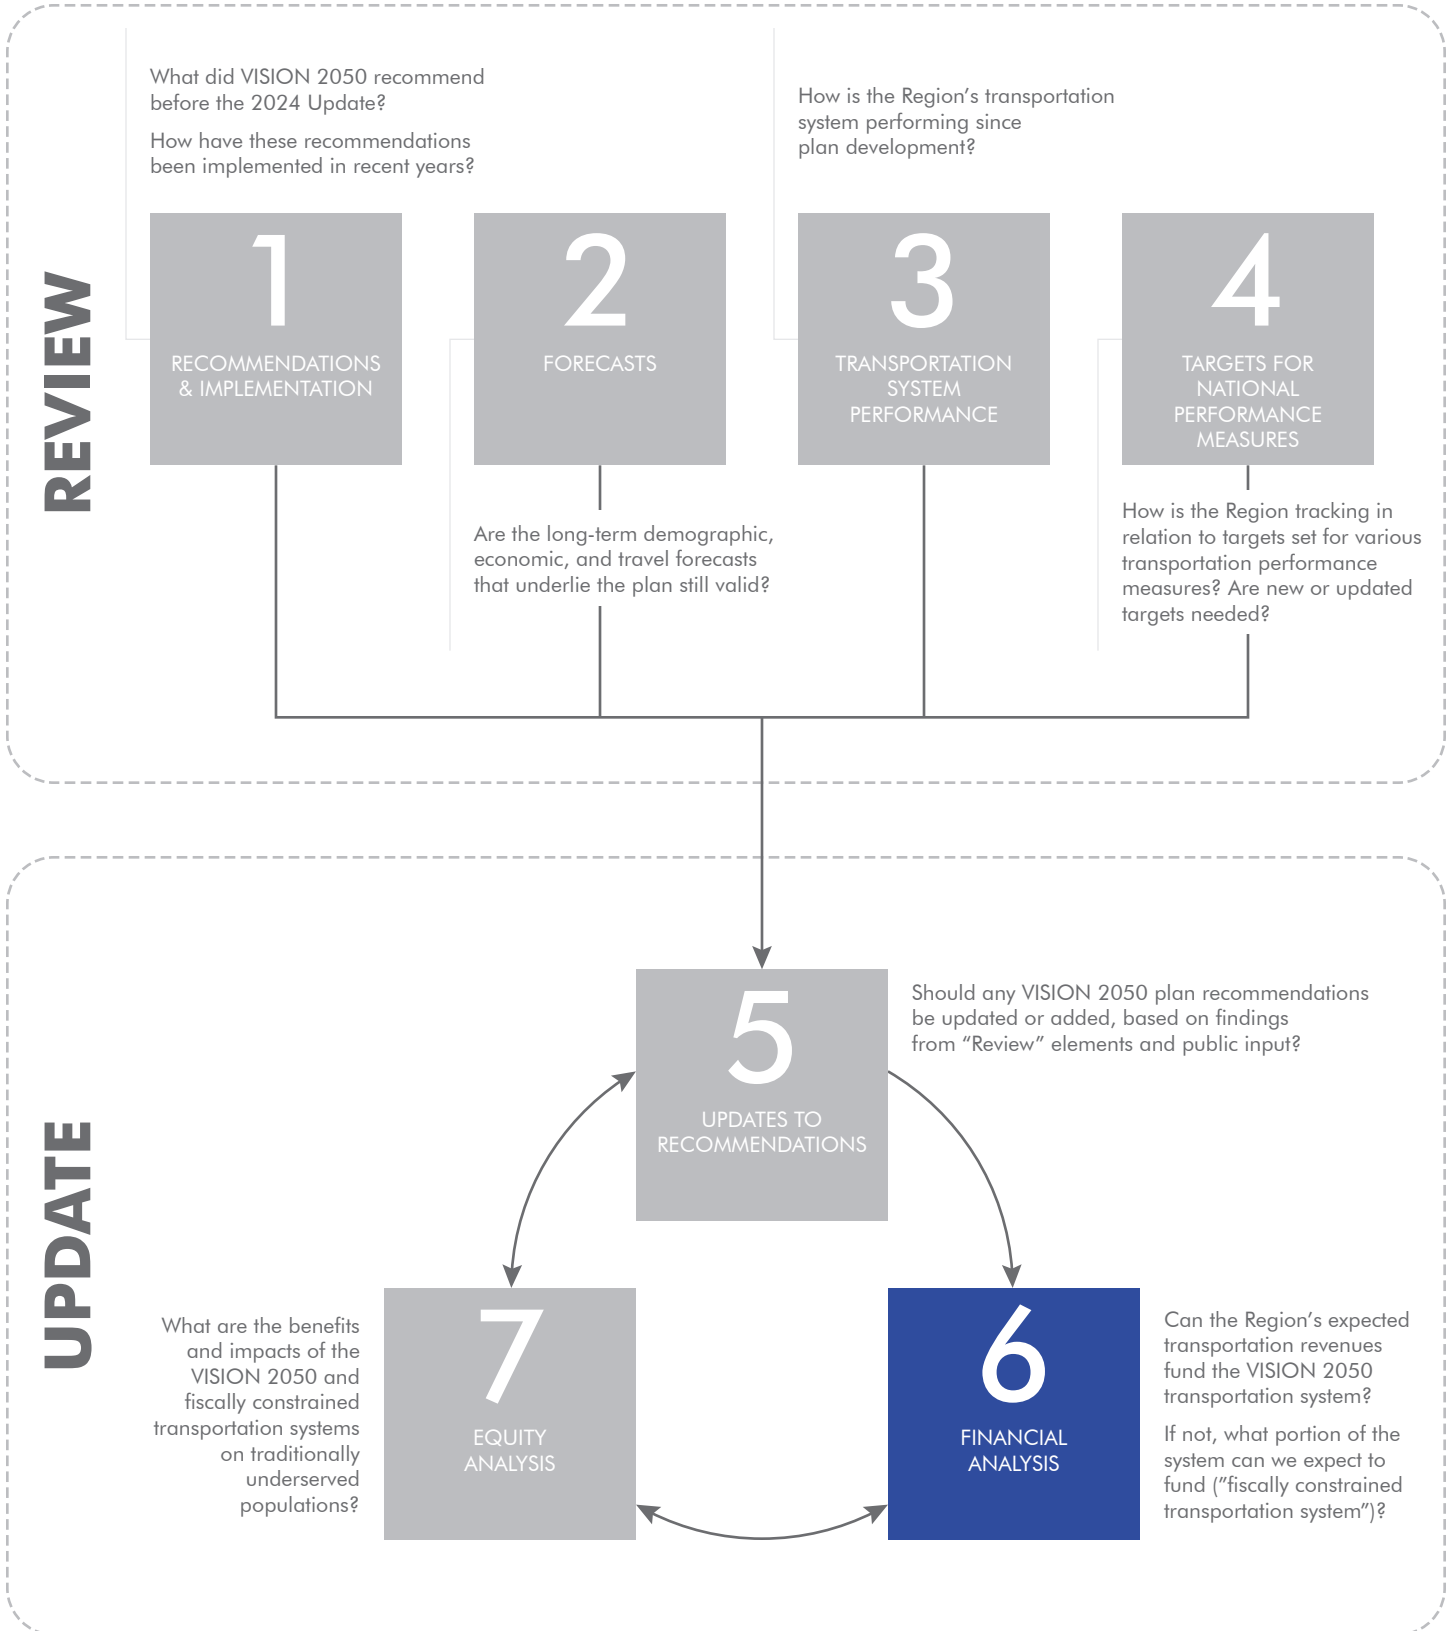 REVIEW
What did VISION 2050 recommend
before the 2024 Update?
How have these recommendations
been implemented in recent years?
1
RECOMMENDATIONS
& IMPLEMENTATION
2
FORECASTS
Are the long-term demographic,
economic, and travel forecasts
that underlie the plan still valid?
How is the Region's transportation
system performing since
plan development?
3
TRANSPORTATION
SYSTEM
PERFORMANCE
4
TARGETS FOR
NATIONAL
PERFORMANCE
MEASURES
How is the Region tracking in
relation to targets set for various
transportation performance
measures? Are new or updated
targets needed?
UPDATE
5
UPDATES TO
RECOMMENDATIONS
Should any VISION 2050 plan recommendations
be updated or added, based on findings
from “Review” elements and public input?
6
FINANCIAL
ANALYSIS
Can the Region's expected
transportation revenues
fund the VISION 2050
transportation system?
If not, what portion of the
system can we expect to
fund (”fiscally constrained
transportation system”)?
7
EQUITY
ANALYSIS
What are the benefits
and impacts of the
VISION 2050 and
fiscally constrained
transportation systems
on traditionally
underserved
populations?